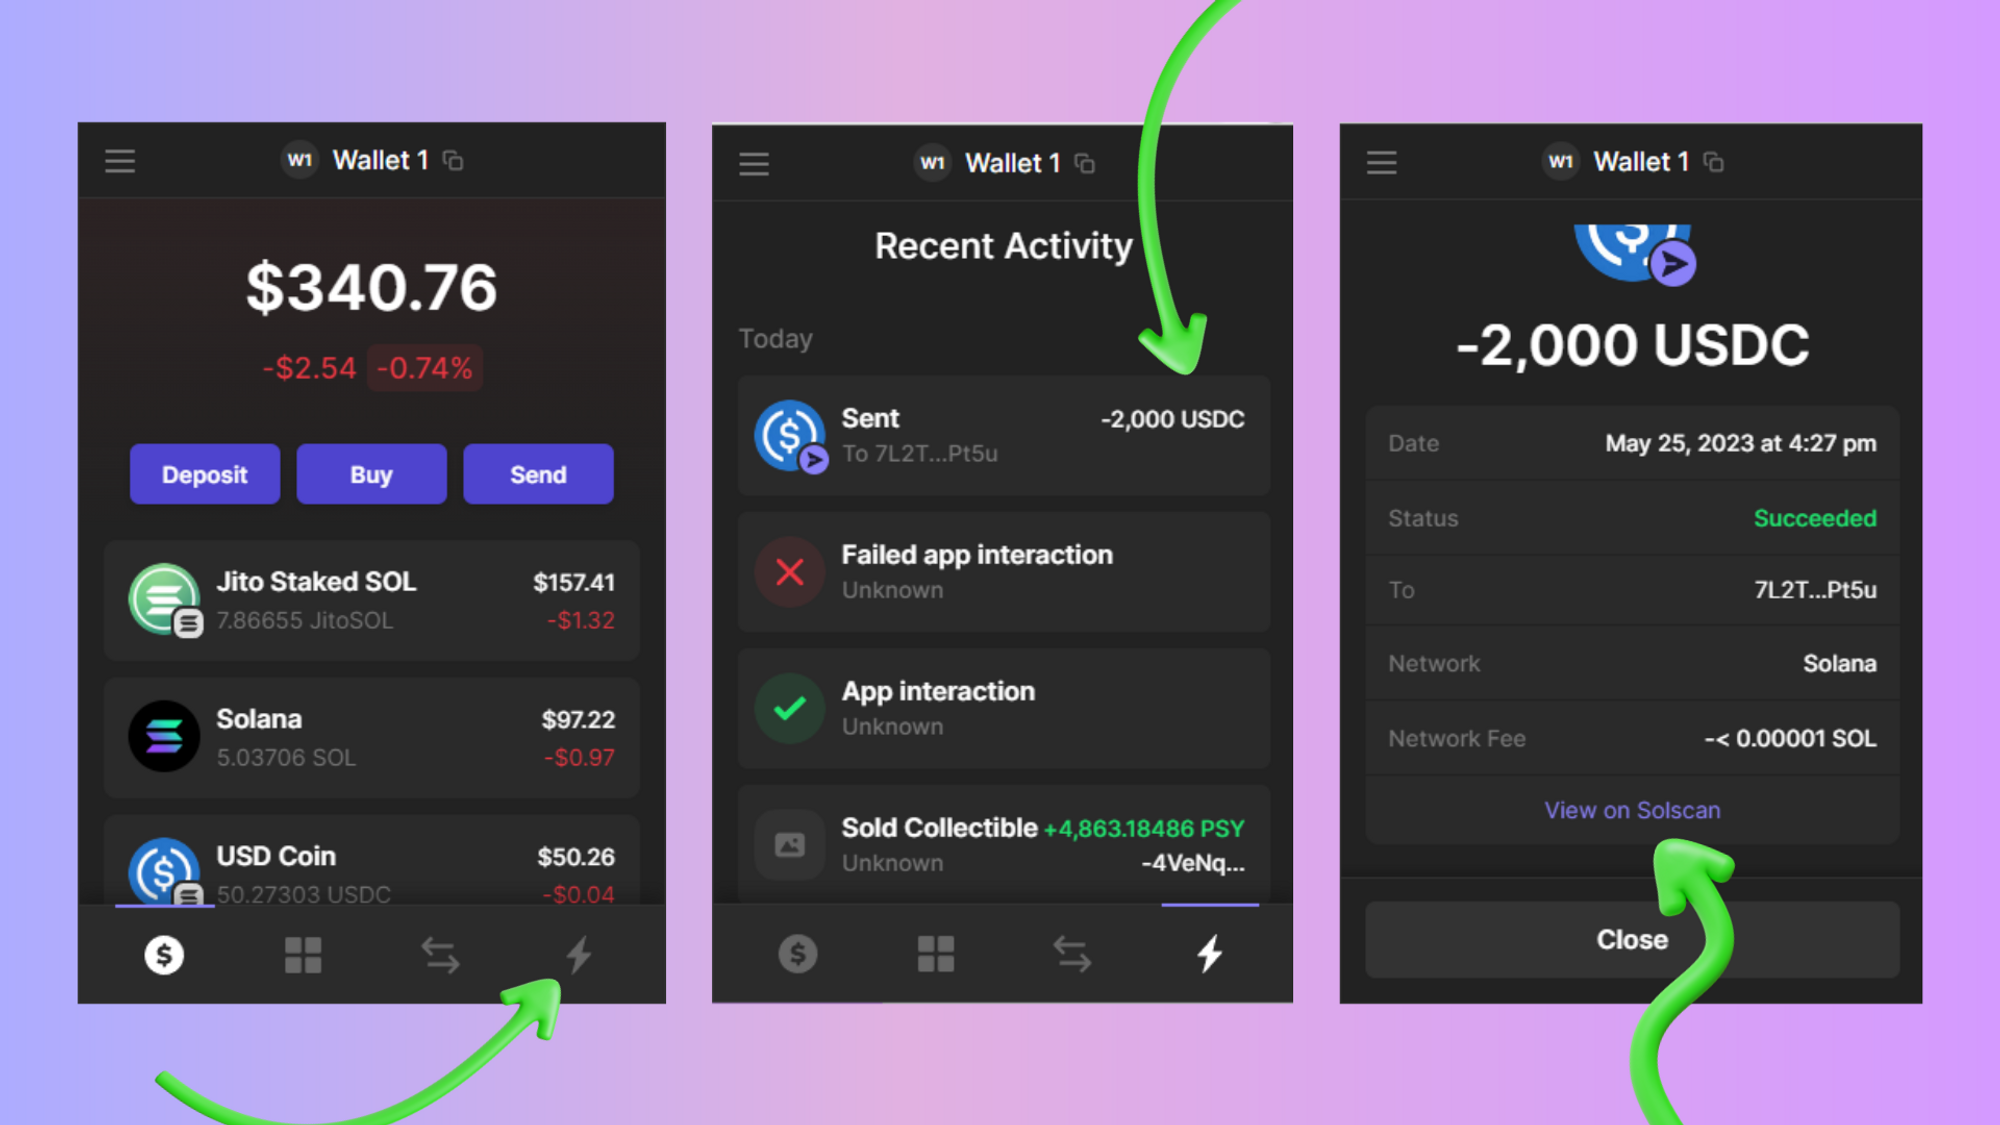 W1 Wallet 1
$340.76
-$2.54 -0.74%
Deposit Buy Send
Jito Staked SOL $157.41
7.86655 JitoSOL -$1.32
Solana $97.22
5.03706 SOL -$0.97
USD Coin $50.26
50.27303 USDC -$0.04
W1 Wallet 1
Recent Activity
Today
Sent -2,000 USDC
To 7L2T...Pt5u
Failed app interaction
Unknown
App interaction
Unknown
Sold Collectible +4,863.18486 PSY
Unknown -4VeNq...
W1 Wallet 1
-2,000 USDC
Date May 25, 2023 at 4:27 pm
Status Succeeded
To 7L2T...Pt5u
Network Solana
Network Fee -< 0.00001 SOL
View on Solscan
Close